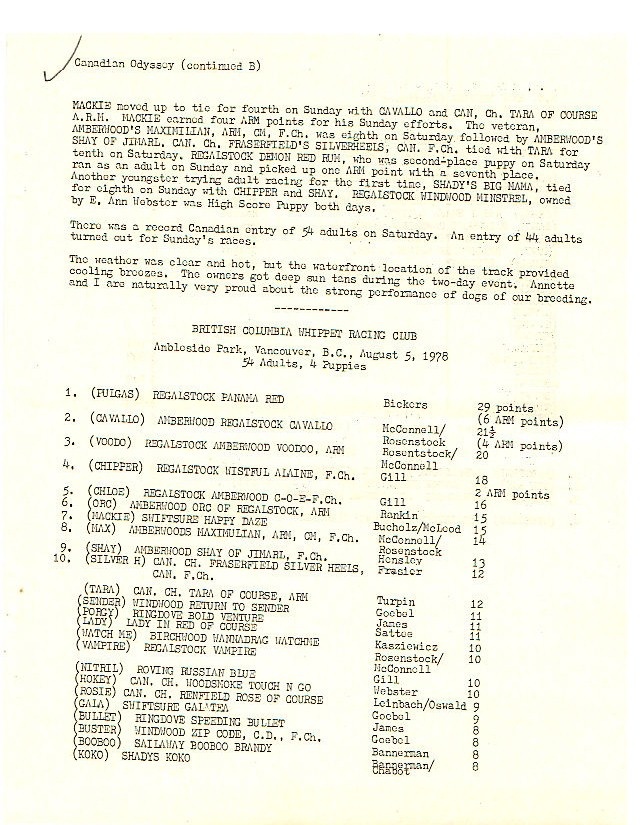 Canadian Odyssey (continued B)
MACKIE moved up to tie for fourth on Sunday with CAVALLO and CAN, Ch. TARA OF COURSE
A.R.M. MACKIE earned four ARM points for his Sunday efforts. The veteran,
AMBERWOOD'S MAXIMILIAN, ARM, CM, F.Ch. was eighth on Saturday followed by AMBERWOOD'S
SHAY OF JIMARL. CAN. Ch. FRASERFIELD'S SILVERHEELS, CAN. F.Ch. tied with TARA for
tenth on Saturday. REGALSTOCK DEMON RED RUM, who was second-place puppy on Saturday
ran as an adult on Sunday and picked up one ARM point with a seventh place.
Another youngster trying adult racing for the first time, SHADY'S BIG MAMA, tied
for eighth on Sunday with CHIPPER and SHAY. REGALSTOCK WINDWOOD MINSTREL, owned
by E. Ann Webster was High Score Puppy both days.
There was a record Canadian entry of 54 adults on Saturday. An entry of 44 adults
turned out for Sunday's races.
The weather was clear and hot, but the waterfront location of the track provided
cooling breezes. The owners got deep sun tans during the two-day event. Annette
and I are naturally very proud about the strong performance of dogs of our breeding.
------------
BRITISH COLUMBIA WHIPPET RACING CLUB
Ambleside Park, Vancouver, B.C., August 5, 1978
54 Adults, 4 Puppies
1. (PULGAS) REGALSTOCK PANAMA RED Bickers 29 points
(6 ARM points)
2. (CAVALLO) AMBERWOOD REGALSTOCK CAVALLO McConnell/ 21½
Rosenstock (4 ARM points)
3. (VOODO) REGALSTOCK AMBERWOOD VOODOO, ARM Rosentstock/ 20
McConnell
4. (CHIPPER) REGALSTOCK WISTFUL ALAINE, F.Ch. Gill 18
2 ARM points
5. (CHLOE) REGALSTOCK AMBERWOOD C-O-E-F.Ch. Gill 16
6. (ORC) AMBERWOOD ORC OF REGALSTOCK, ARM Rankin 15
7. (MACKIE) SWIFTSURE HAPPY DAZE Bucholz/McLeod 15
8. (MAX) AMBERWOODS MAXIMULIAN, ARM, CM, F.Ch. McConnell/ 14
Rosenstock
9. (SHAY) AMBERWOOD SHAY OF JIMARL, F.Ch. Hensley 13
10. (SILVER H) CAN. CH. FRASERFIELD SILVER HEELS, Frasier 12
CAN. F.Ch.
(TARA) CAN. CH. TARA OF COURSE, ARM Turpin 12
(SENDER) WINDWOOD RETURN TO SENDER Goebel 11
(PORGY) RINGDOVE BOLD VENTURE James 11
(LADY) LADY IN RED OF COURSE Sattee 11
(WATCH ME) BIRCHWOOD WANNADRAG WATCHME Kasziewicz 10
(VAMPIRE) REGALSTOCK VAMPIRE Rosenstock/ 10
McConnell
(NITRIL) ROVING RUSSIAN BLUE Gill 10
(HOKEY) CAN. CH. WOODSMOKE TOUCH N GO Webster 10
(ROSIE) CAN. CH. RENFIELD ROSE OF COURSE Leinbach/Oswald 9
(GALA) SWIFTSURE GALATEA Goebel 9
(BULLET) RINGDOVE SPEEDING BULLET James 8
(BUSTER) WINDWOOD ZIP CODE, C.D., F.Ch. Goebel 8
(BOOBOO) SAILAWAY BOOBOO BRANDY Bannerman 8
(KOKO) SHADYS KOKO Bannerman/ 8
Chabot